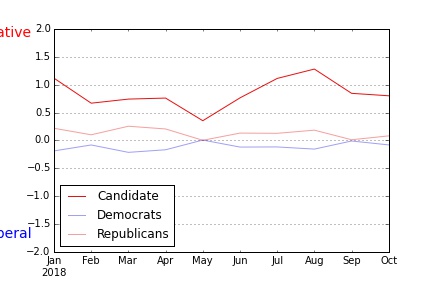 ative
2.0
1.5
1.0
0.5
0.0
−0.5
−1.0
−1.5
−2.0
beral
Candidate
Democrats
Republicans
Jan Feb Mar Apr May Jun Jul Aug Sep Oct
2018